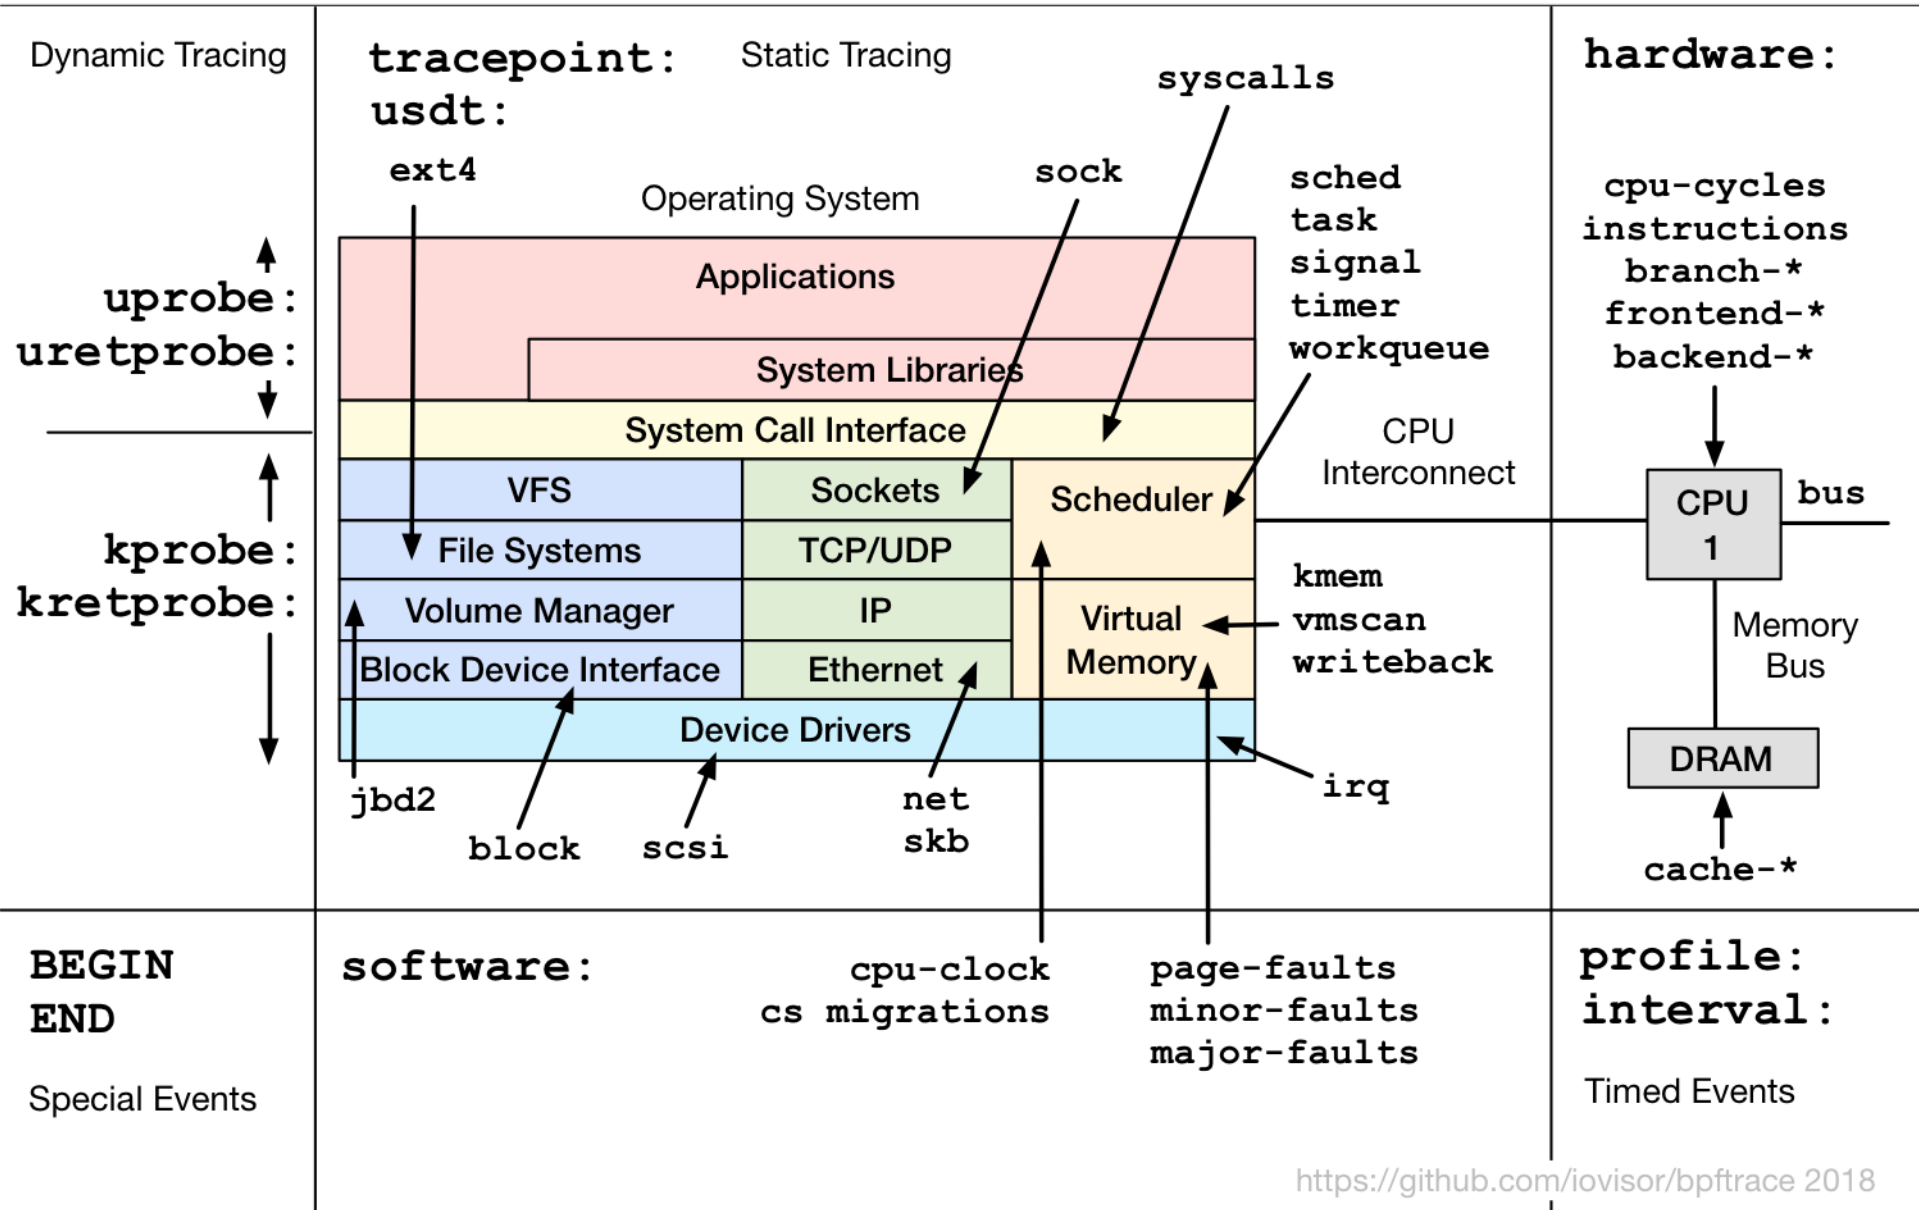 Dynamic Tracing
uprobe:
uretprobe:
kprobe:
kretprobe:
tracepoint:
usdt:
Static Tracing
syscalls
ext4
Operating System
sock
sched
task
signal
timer
workqueue
Applications
System Libraries
System Call Interface
VFS
File Systems
Volume Manager
Block Device Interface
Sockets
TCP/UDP
IP
Ethernet
Scheduler
Virtual
Memory
Device Drivers
kmem
vmscan
writeback
jbd2
block
scsi
net
skb
irq
CPU
Interconnect
hardware:
cpu-cycles
instructions
branch-*
frontend-*
backend-*
CPU
1
bus
Memory
Bus
DRAM
cache-*
BEGIN
END
Special Events
software:
cpu-clock
cs migrations
page-faults
minor-faults
major-faults
profile:
interval:
Timed Events
https://github.com/iovisor/bpftrace 2018